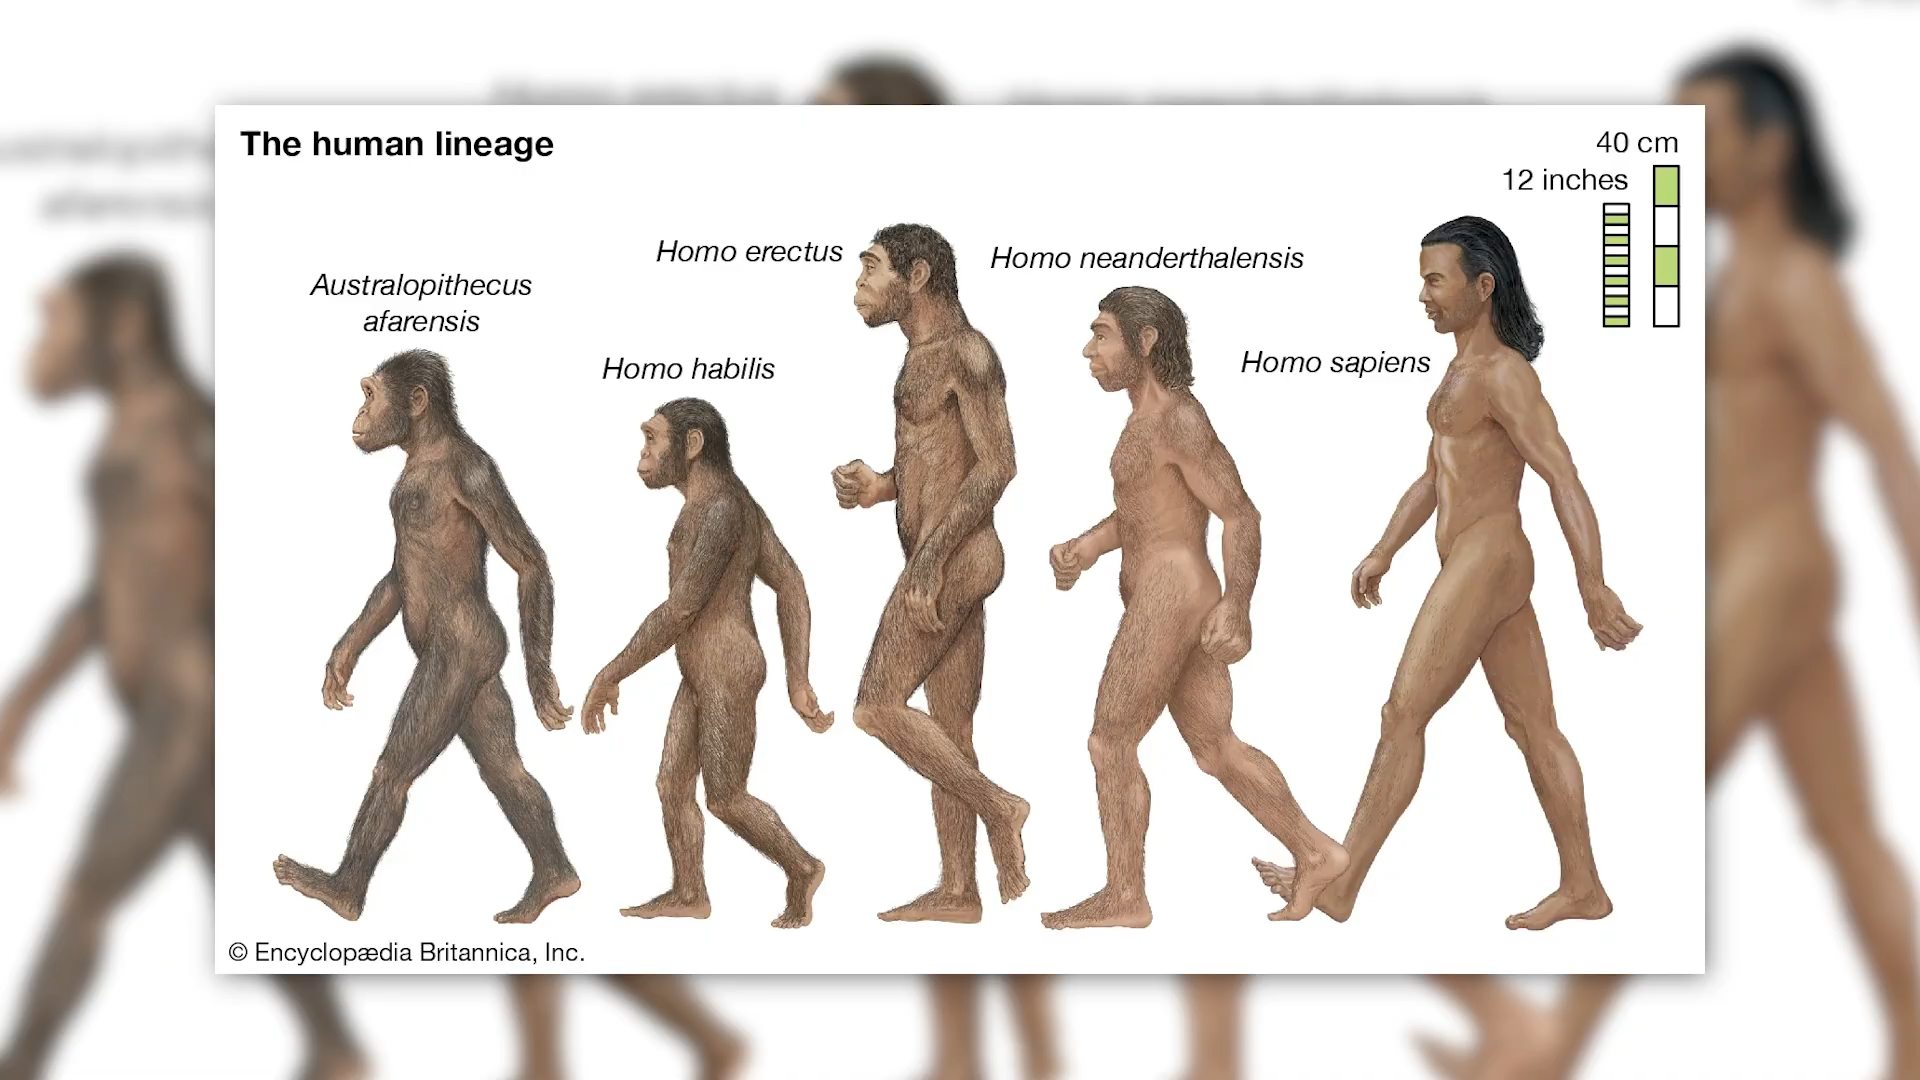 The human lineage
40 cm
12 inches
Homo erectus
Homo neanderthalensis
Australopithecus
afarensis
Homo habilis
Homo sapiens
© Encyclopædia Britannica, Inc.